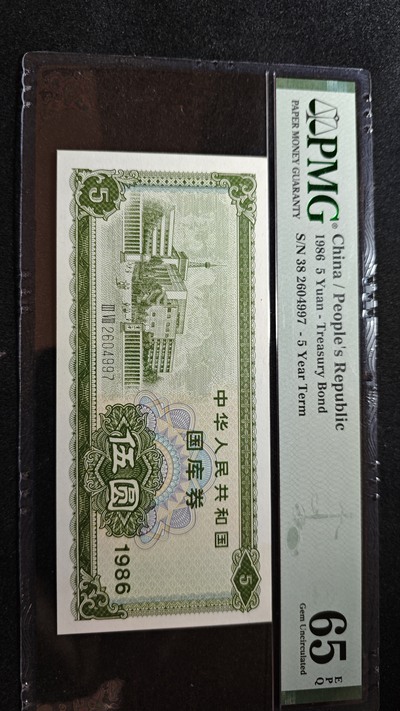 PMG®
PAPER MONEY GUARANTY
China / People's Republic
1986 5 Yuan - Treasury Bond
S/N 38 2604997 - 5 Year Term
65 EPQ
Gem Uncirculated
5
ⅢⅧ 2604997
中华人民共和国
国库券
伍圆
1986
5